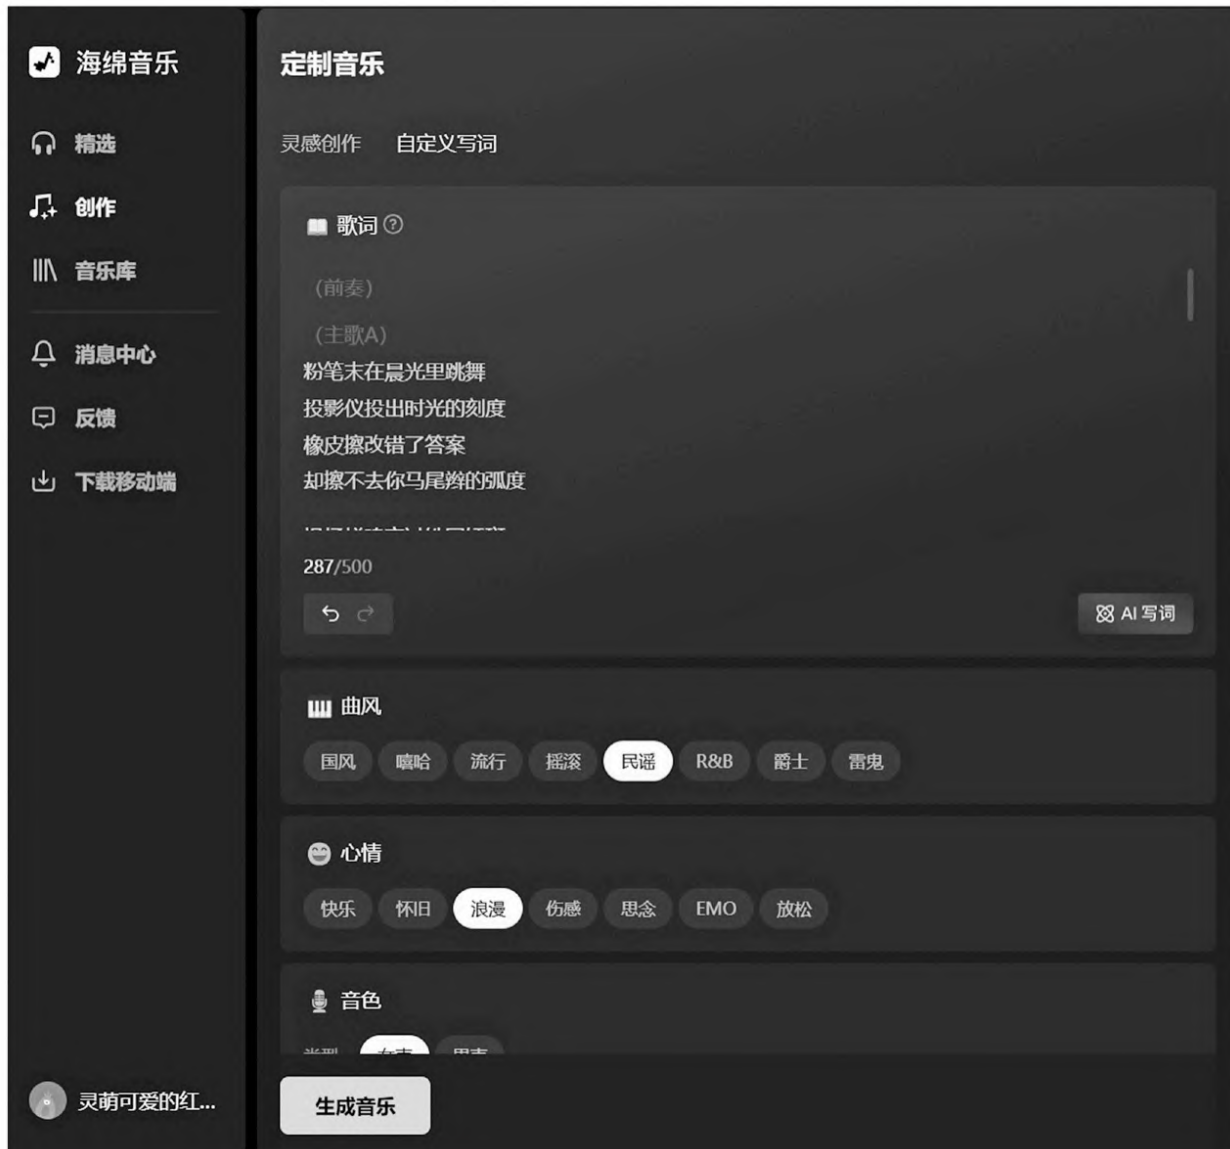 海绵音乐
精选
创作
音乐库
消息中心
反馈
下载移动端
灵萌可爱的红...
定制音乐
灵感创作 自定义写词
歌词
（前奏）
（主歌A）
粉笔末在晨光里跳舞
投影仪投出时光的刻度
橡皮擦改错了答案
却擦不去你马尾辫的弧度
287/500
AI 写词
曲风
国风 嘻哈 流行 摇滚 民谣 R&B 爵士 雷鬼
心情
快乐 怀旧 浪漫 伤感 思念 EMO 放松
音色
生成音乐